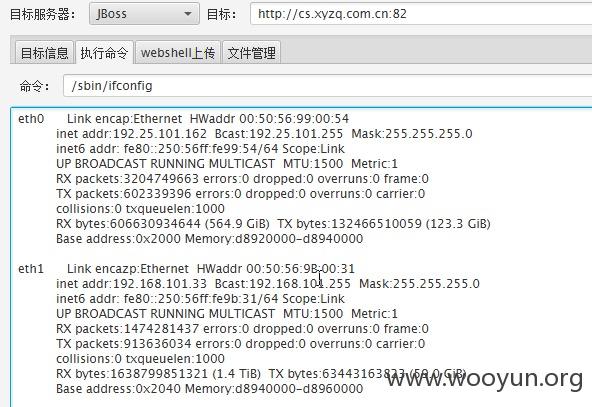 目标服务器： JBoss 目标： http://cs.xyzq.com.cn:82
目标信息 执行命令 webshell上传 文件管理
命令： /sbin/ifconfig
eth0 Link encap:Ethernet HWaddr 00:50:56:99:00:54
inet addr:192.25.101.162 Bcast:192.25.101.255 Mask:255.255.255.0
inet6 addr: fe80::250:56ff:fe99:54/64 Scope:Link
UP BROADCAST RUNNING MULTICAST MTU:1500 Metric:1
RX packets:3204749663 errors:0 dropped:0 overruns:0 frame:0
TX packets:602339396 errors:0 dropped:0 overruns:0 carrier:0
collisions:0 txqueuelen:1000
RX bytes:606630934644 (564.9 GiB) TX bytes:132466510059 (123.3 GiB)
Base address:0x2000 Memory:d8920000-d8940000
eth1 Link encazp:Ethernet HWaddr 00:50:56:9B:00:31
inet addr:192.168.101.33 Bcast:192.168.101.255 Mask:255.255.255.0
inet6 addr: fe80::250:56ff:fe9b:31/64 Scope:Link
UP BROADCAST RUNNING MULTICAST MTU:1500 Metric:1
RX packets:1474281437 errors:0 dropped:0 overruns:0 frame:0
TX packets:913636034 errors:0 dropped:0 overruns:0 carrier:0
collisions:0 txqueuelen:1000
RX bytes:1638799851321 (1.4 TiB) TX bytes:63443163823 (59.0 GiB)
Base address:0x2040 Memory:d8940000-d8960000
www.wooyun.org